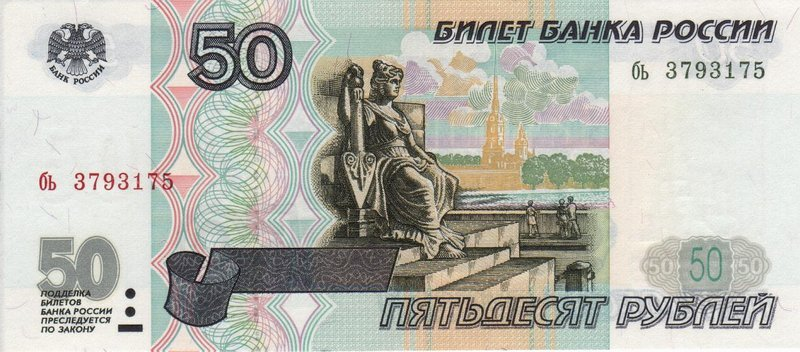 БАНК РОССИИ
50
БИЛЕТ БАНКА РОССИИ
бь 3793175
бь 3793175
50
ПОДДЕЛКА
БИЛЕТОВ
БАНКА РОССИИ
ПРЕСЛЕДУЕТСЯ
ПО ЗАКОНУ
50 50 50
ПЯТЬДЕСЯТ РУБЛЕЙ